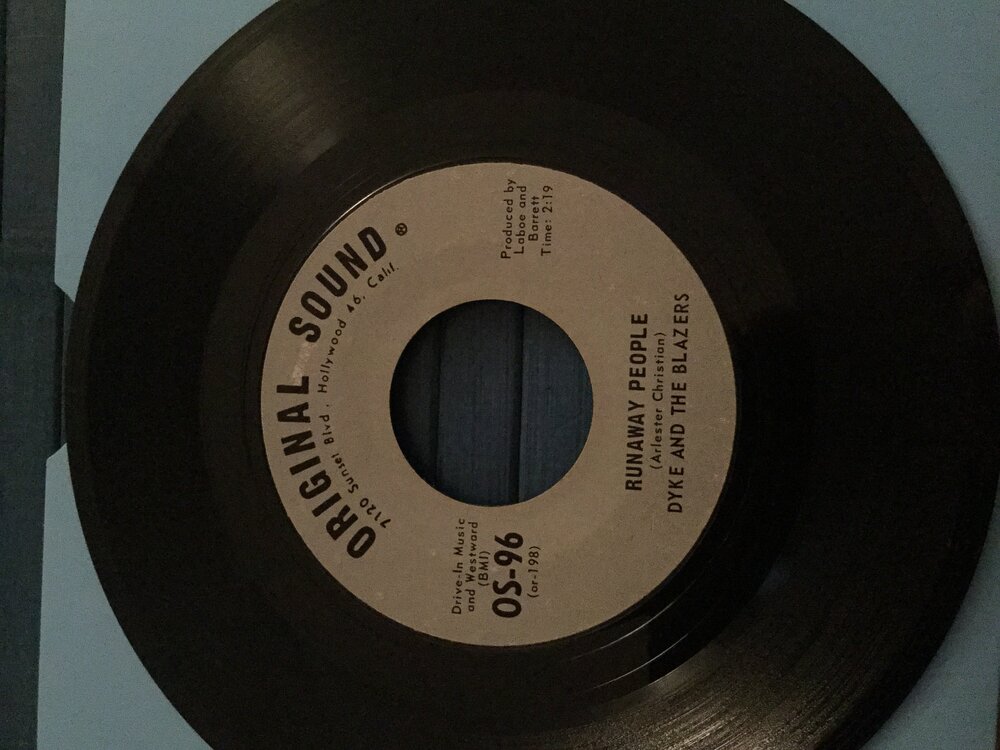 ORIGINAL SOUND ®
7120 Sunset Blvd., Hollywood 46, Calif.
Drive-In Music
and Westward
(BMI)
OS-96
(or-198)
Produced by
Laboe and
Barrett
Time: 2:19
RUNAWAY PEOPLE
(Arlester Christian)
DYKE AND THE BLAZERS